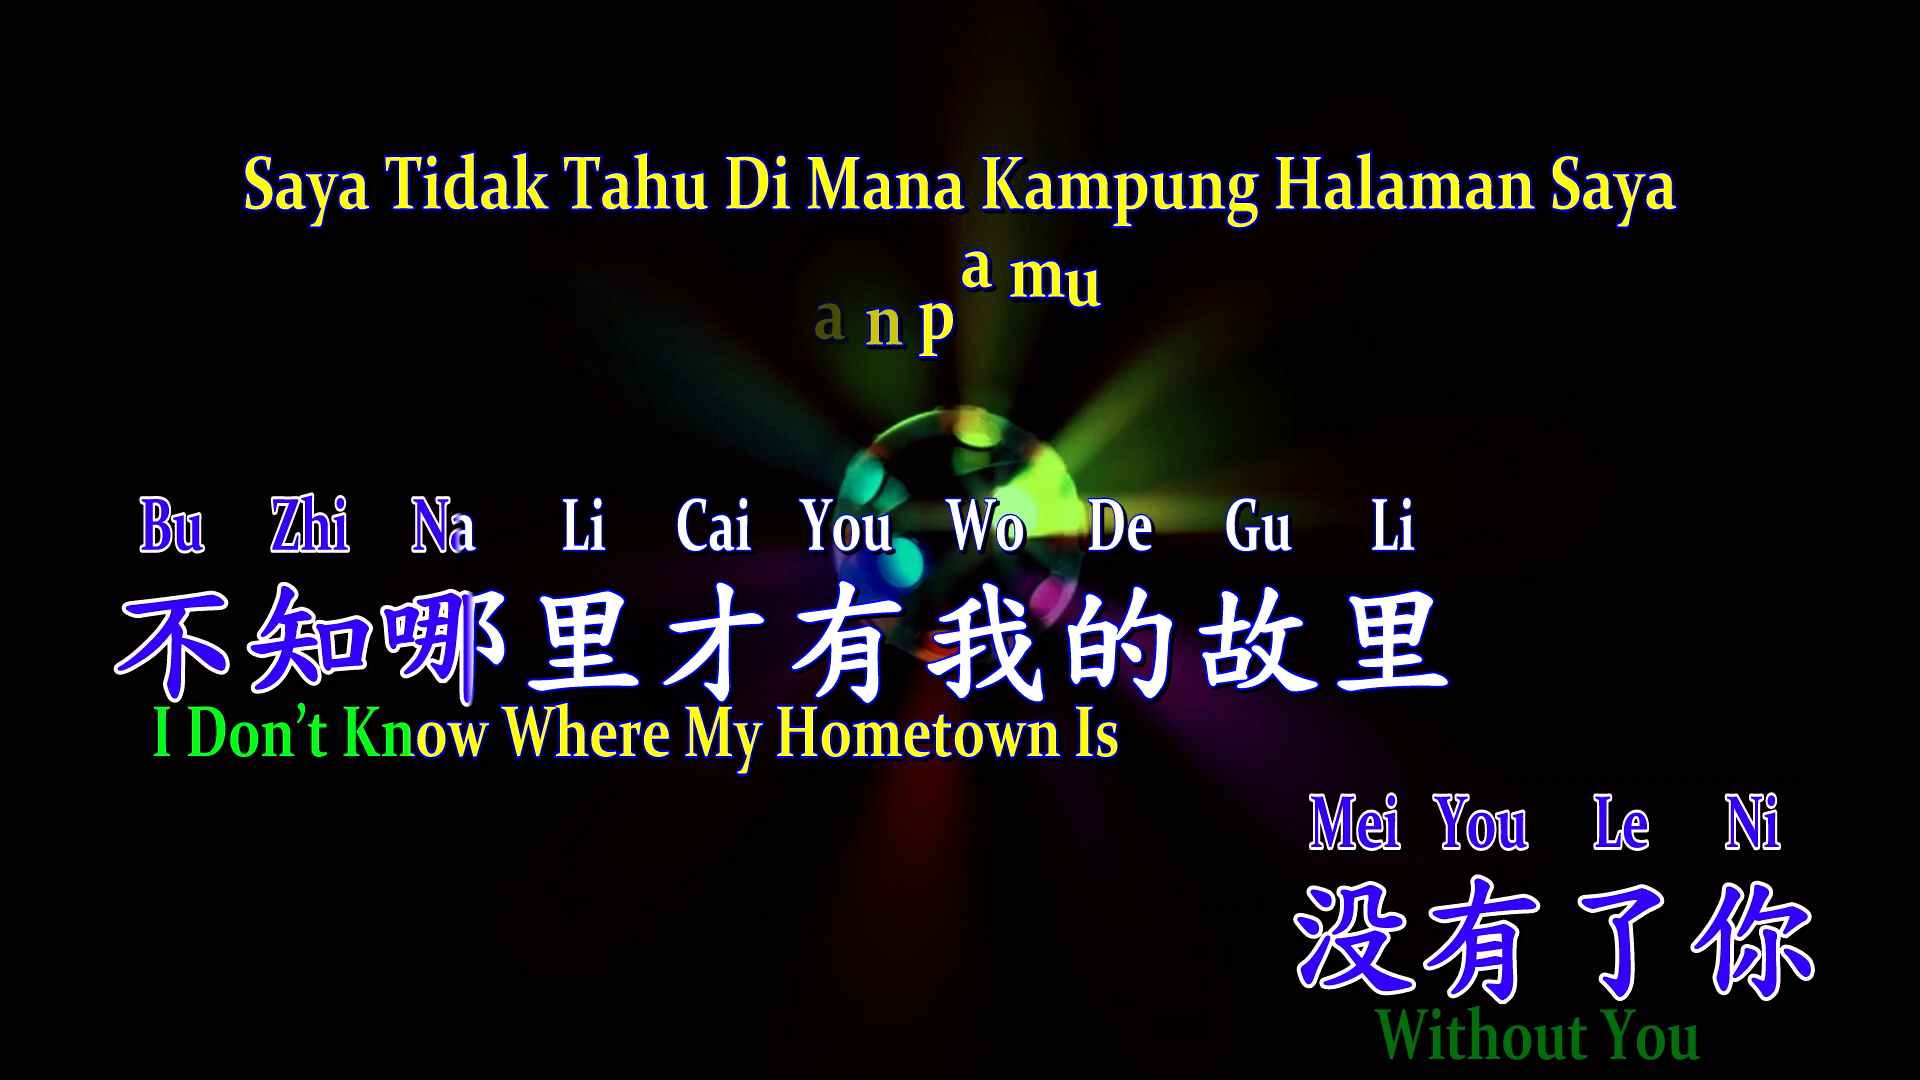 Saya Tidak Tahu Di Mana Kampung Halaman Saya
anpa mu
Bu Zhi Na Li Cai You Wo De Gu Li
不知哪里才有我的故里
I Don’t Know Where My Hometown Is
Mei You Le Ni
没有了你
Without You